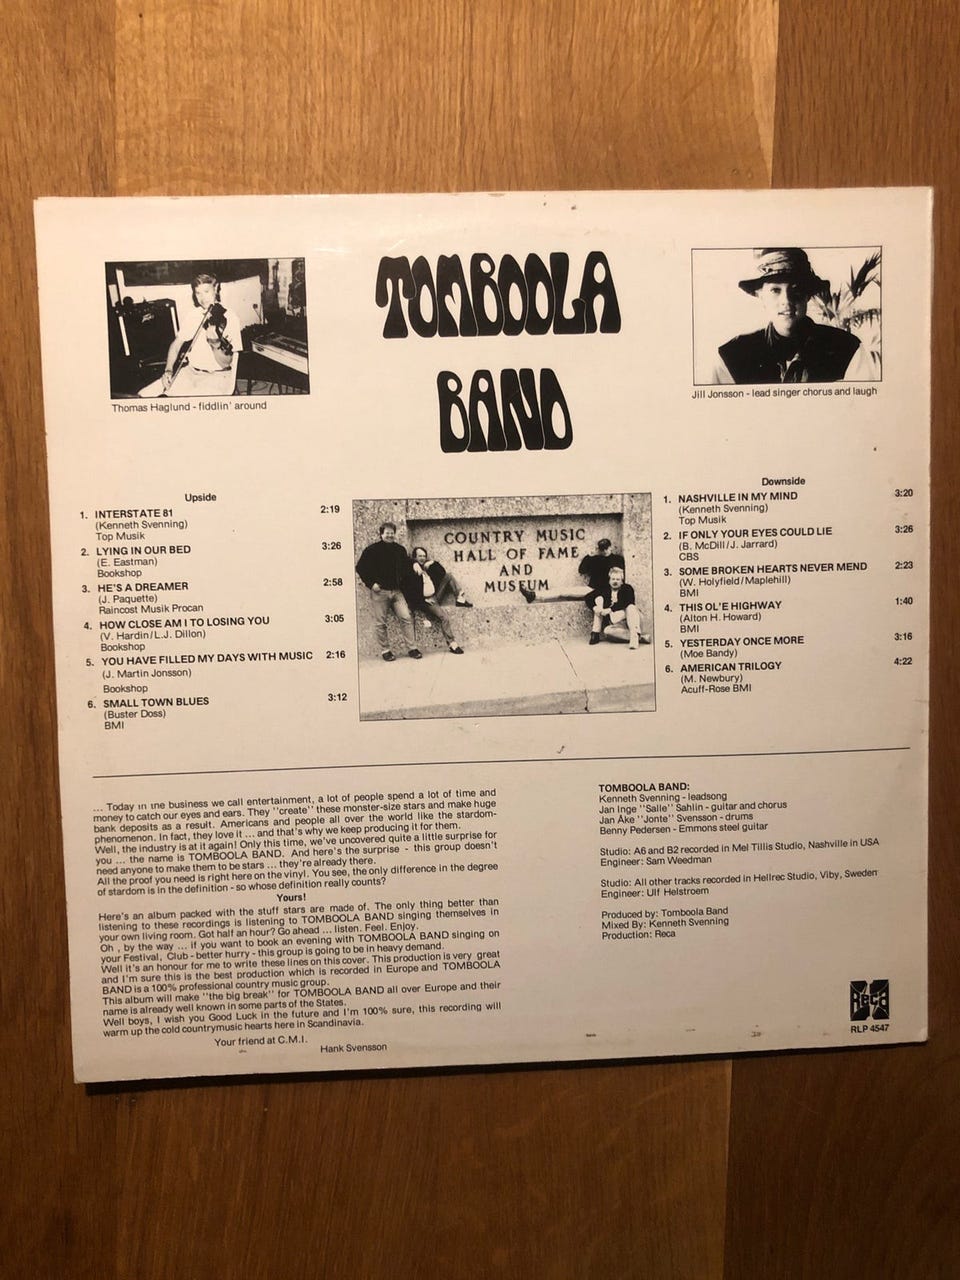 TOMBOOLA
BAND
Thomas Haglund - fiddlin' around
Jill Jonsson - lead singer chorus and laugh
Upside
1. INTERSTATE 81 2:19
(Kenneth Svenning)
Top Musik
2. LYING IN OUR BED 3:26
(E. Eastman)
Bookshop
3. HE'S A DREAMER 2:58
(J. Paquette)
Raincost Musik Procan
4. HOW CLOSE AM I TO LOSING YOU 3:05
(V. Hardin/L.J. Dillon)
Bookshop
5. YOU HAVE FILLED MY DAYS WITH MUSIC 2:16
(J. Martin Jonsson)
Bookshop
6. SMALL TOWN BLUES 3:12
(Buster Doss)
BMI
COUNTRY MUSIC
HALL OF FAME
AND
MUSEUM
Downside
1. NASHVILLE IN MY MIND 3:20
(Kenneth Svenning)
Top Musik
2. IF ONLY YOUR EYES COULD LIE 3:26
(B. McDill/J. Jarrard)
CBS
3. SOME BROKEN HEARTS NEVER MEND 2:23
(W. Holyfield/Maplehill)
BMI
4. THIS OL'E HIGHWAY 1:40
(Alton H. Howard)
BMI
5. YESTERDAY ONCE MORE 3:16
(Moe Bandy)
6. AMERICAN TRILOGY 4:22
(M. Newbury)
Acuff-Rose BMI
... Today in the business we call entertainment, a lot of people spend a lot of time and
money to catch our eyes and ears. They "create" these monster-size stars and make huge
bank deposits as a result. Americans and people all over the world like the stardom-
phenomenon. In fact, they love it ... and that's why we keep producing it for them.
Well, the industry is at it again! Only this time, we've uncovered quite a little surprise for
you ... the name is TOMBOOLA BAND. And here's the surprise - this group doesn't
need anyone to make them to be stars ... they're already there.
All the proof you need is right here on the vinyl. You see, the only difference in the degree
of stardom is in the definition - so whose definition really counts?
Yours!
Here's an album packed with the stuff stars are made of. The only thing better than
listening to these recordings is listening to TOMBOOLA BAND singing themselves in
your own living room. Got half an hour? Go ahead ... listen. Feel. Enjoy.
Oh , by the way ... if you want to book an evening with TOMBOOLA BAND singing on
your Festival, Club - better hurry - this group is going to be in heavy demand.
Well it's an honour for me to write these lines on this cover. This production is very great
and I'm sure this is the best production which is recorded in Europe and TOMBOOLA
BAND is a 100% professional country music group.
This album will make "the big break" for TOMBOOLA BAND all over Europe and their
name is already well known in some parts of the States.
Well boys, I wish you Good Luck in the future and I'm 100% sure, this recording will
warm up the cold countrymusic hearts here in Scandinavia.
Your friend at C.M.I.
Hank Svensson
TOMBOOLA BAND:
Kenneth Svenning - leadsong
Jan Inge "Salle" Sahlin - guitar and chorus
Jan Åke "Jonte" Svensson - drums
Benny Pedersen - Emmons steel guitar
Studio: A6 and B2 recorded in Mel Tillis Studio, Nashville in USA
Engineer: Sam Weedman
Studio: All other tracks recorded in Hellrec Studio, Viby, Sweden
Engineer: Ulf Helstroem
Produced by: Tomboola Band
Mixed By: Kenneth Svenning
Production: Reca
Reca
RLP 4547